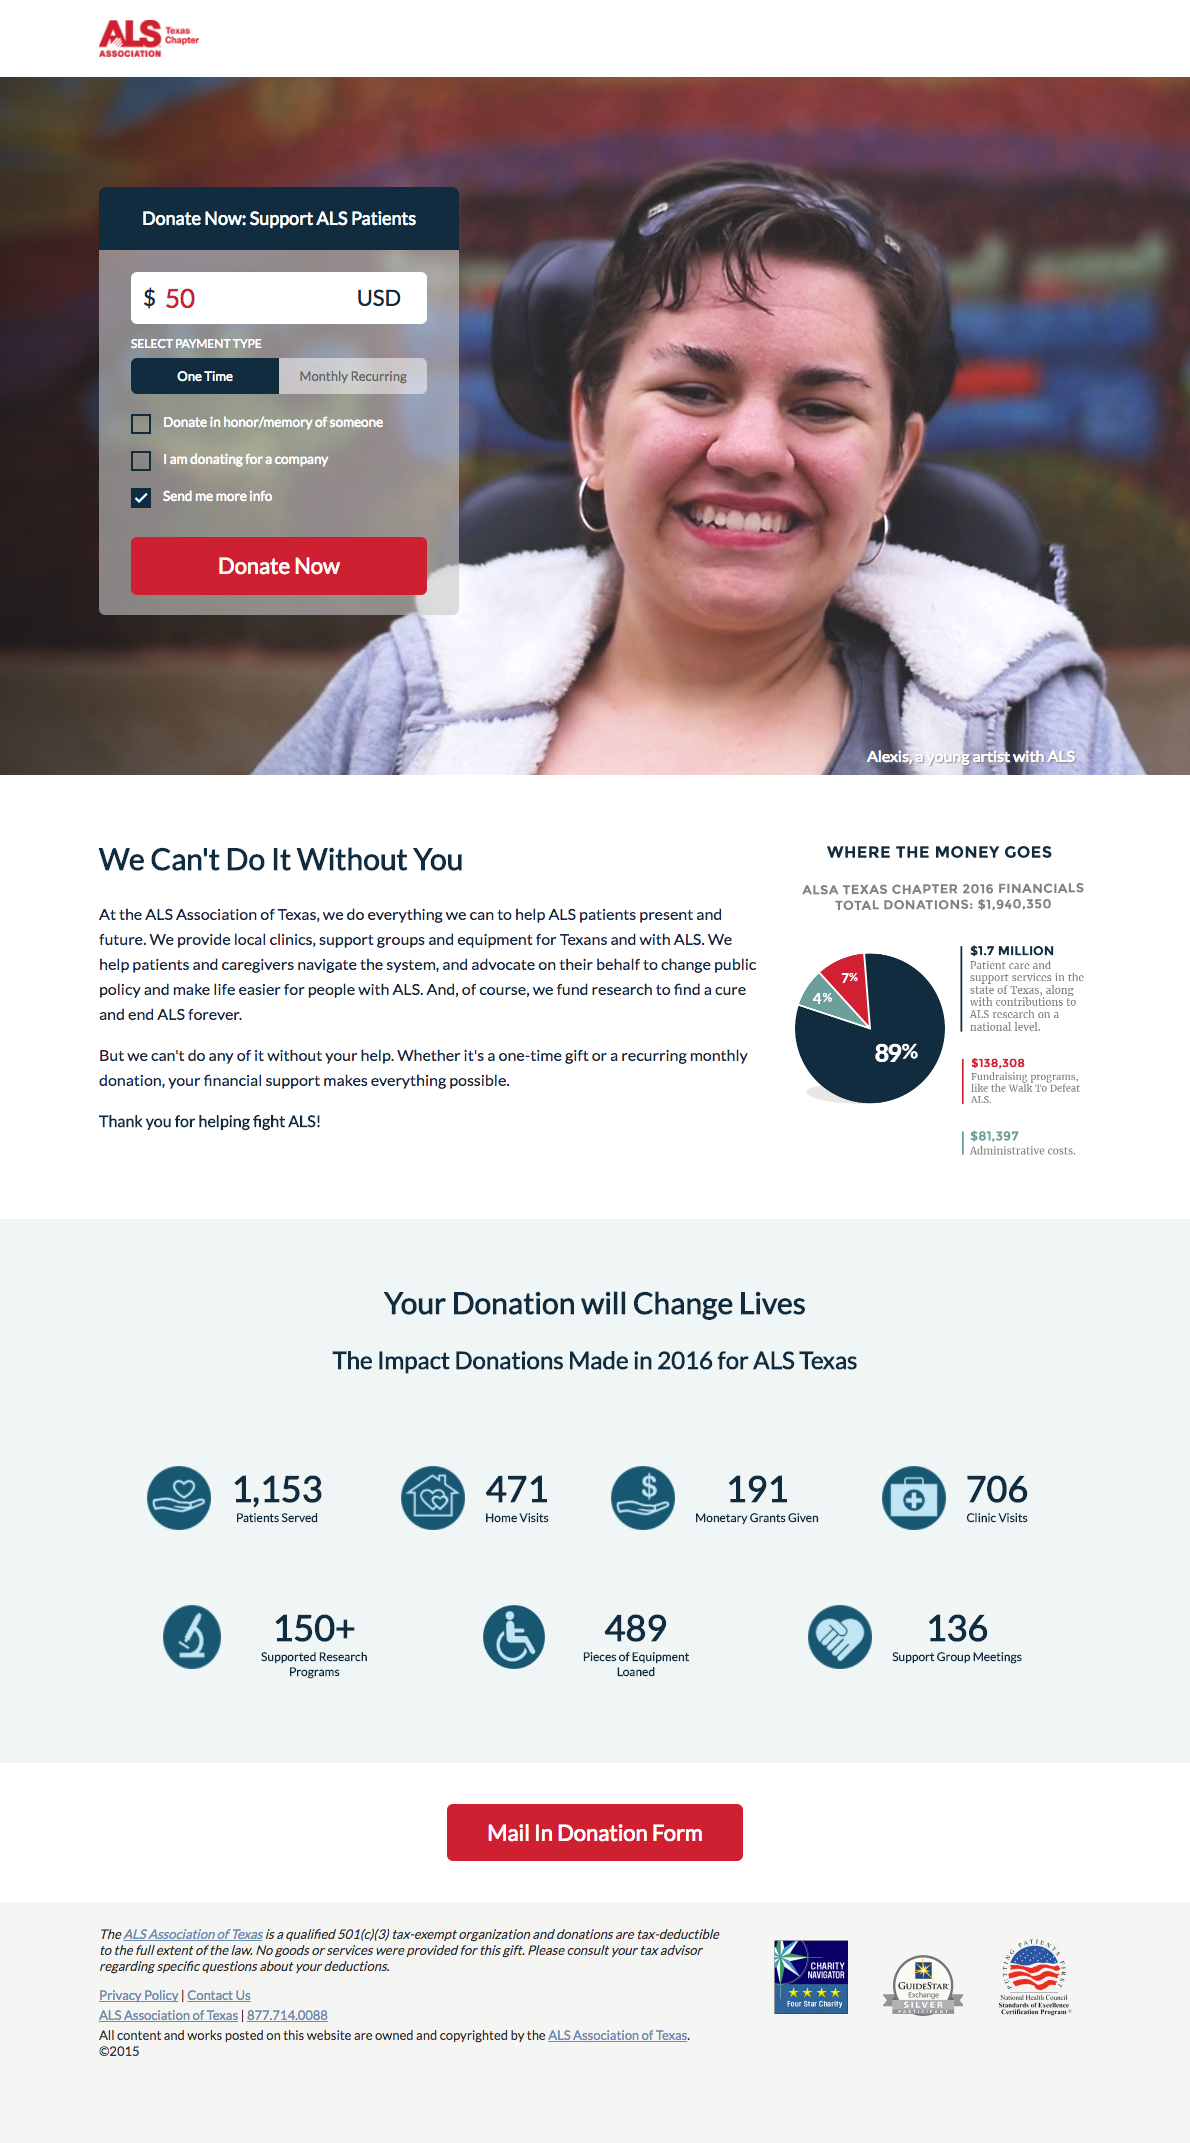 ALS Texas
Chapter
ASSOCIATION
Donate Now: Support ALS Patients
$ 50 USD
SELECT PAYMENT TYPE
One Time Monthly Recurring
Donate in honor/memory of someone
I am donating for a company
Send me more info
Donate Now
Alexis, a young artist with ALS
We Can't Do It Without You
At the ALS Association of Texas, we do everything we can to help ALS patients present and
future. We provide local clinics, support groups and equipment for Texans and with ALS. We
help patients and caregivers navigate the system, and advocate on their behalf to change public
policy and make life easier for people with ALS. And, of course, we fund research to find a cure
and end ALS forever.
But we can't do any of it without your help. Whether it's a one-time gift or a recurring monthly
donation, your financial support makes everything possible.
Thank you for helping fight ALS!
WHERE THE MONEY GOES
ALSA TEXAS CHAPTER 2016 FINANCIALS
TOTAL DONATIONS: $1,940,350
7%
4%
89%
$1.7 MILLION
Patient care and
support services in the
state of Texas, along
with contributions to
ALS research on a
national level.
$138,308
Fundraising programs,
like the Walk To Defeat
ALS.
$81,397
Administrative costs.
Your Donation will Change Lives
The Impact Donations Made in 2016 for ALS Texas
1,153
Patients Served
471
Home Visits
$
191
Monetary Grants Given
706
Clinic Visits
150+
Supported Research
Programs
489
Pieces of Equipment
Loaned
136
Support Group Meetings
Mail In Donation Form
The ALS Association of Texas is a qualified 501(c)(3) tax-exempt organization and donations are tax-deductible
to the full extent of the law. No goods or services were provided for this gift. Please consult your tax advisor
regarding specific questions about your deductions.
Privacy Policy | Contact Us
ALS Association of Texas | 877.714.0088
All content and works posted on this website are owned and copyrighted by the ALS Association of Texas.
©2015
CHARITY
NAVIGATOR
Four Star Charity
GUIDESTAR
Exchange
SILVER
PARTICIPANT
PUTTING PATIENTS FIRST
National Health Council
Standards of Excellence
Certification Program ®